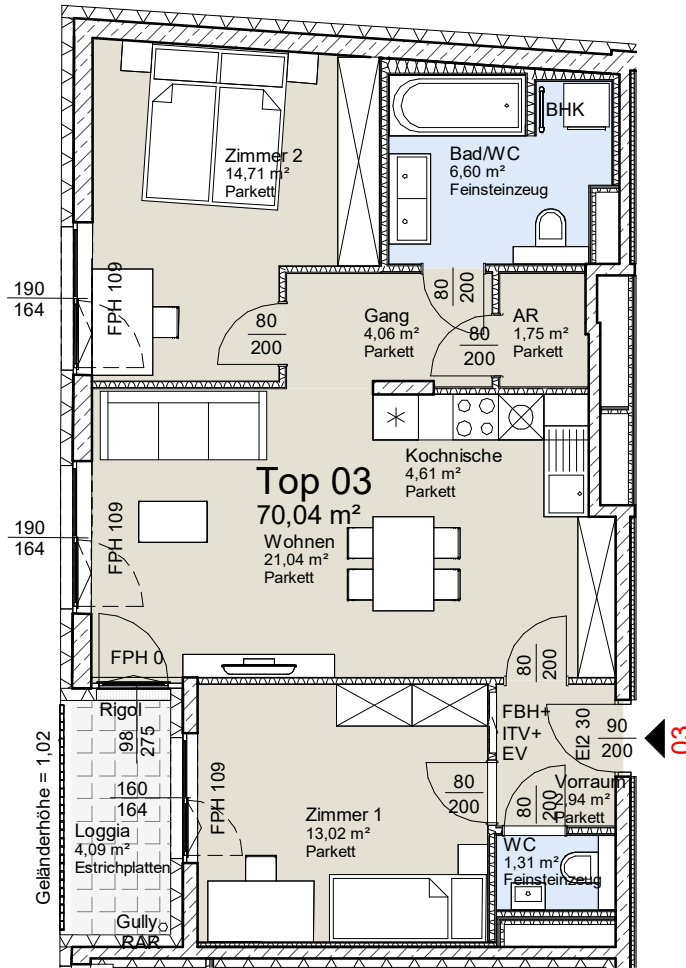 BHK
Zimmer 2
14,71 m²
Parkett
Bad/WC
6,60 m²
Feinsteinzeug
190
164
FPH 109
80
200
80
200
Gang
4,06 m²
Parkett
80
200
AR
1,75 m²
Parkett
Kochnische
4,61 m²
Parkett
Top 03
70,04 m²
Wohnen
21,04 m²
Parkett
190
164
FPH 109
FPH 0
80
200
Rigol
98
275
FBH+
ITV+
EV
EI2 30
90
200
03
Geländerhöhe = 1,02
160
164
FPH 109
Loggia
4,09 m²
Estrichplatten
Zimmer 1
13,02 m²
Parkett
80
200
80
200
Vorraum
2,94 m²
Parkett
WC
1,31 m²
Feinsteinzeug
Gully
RAR